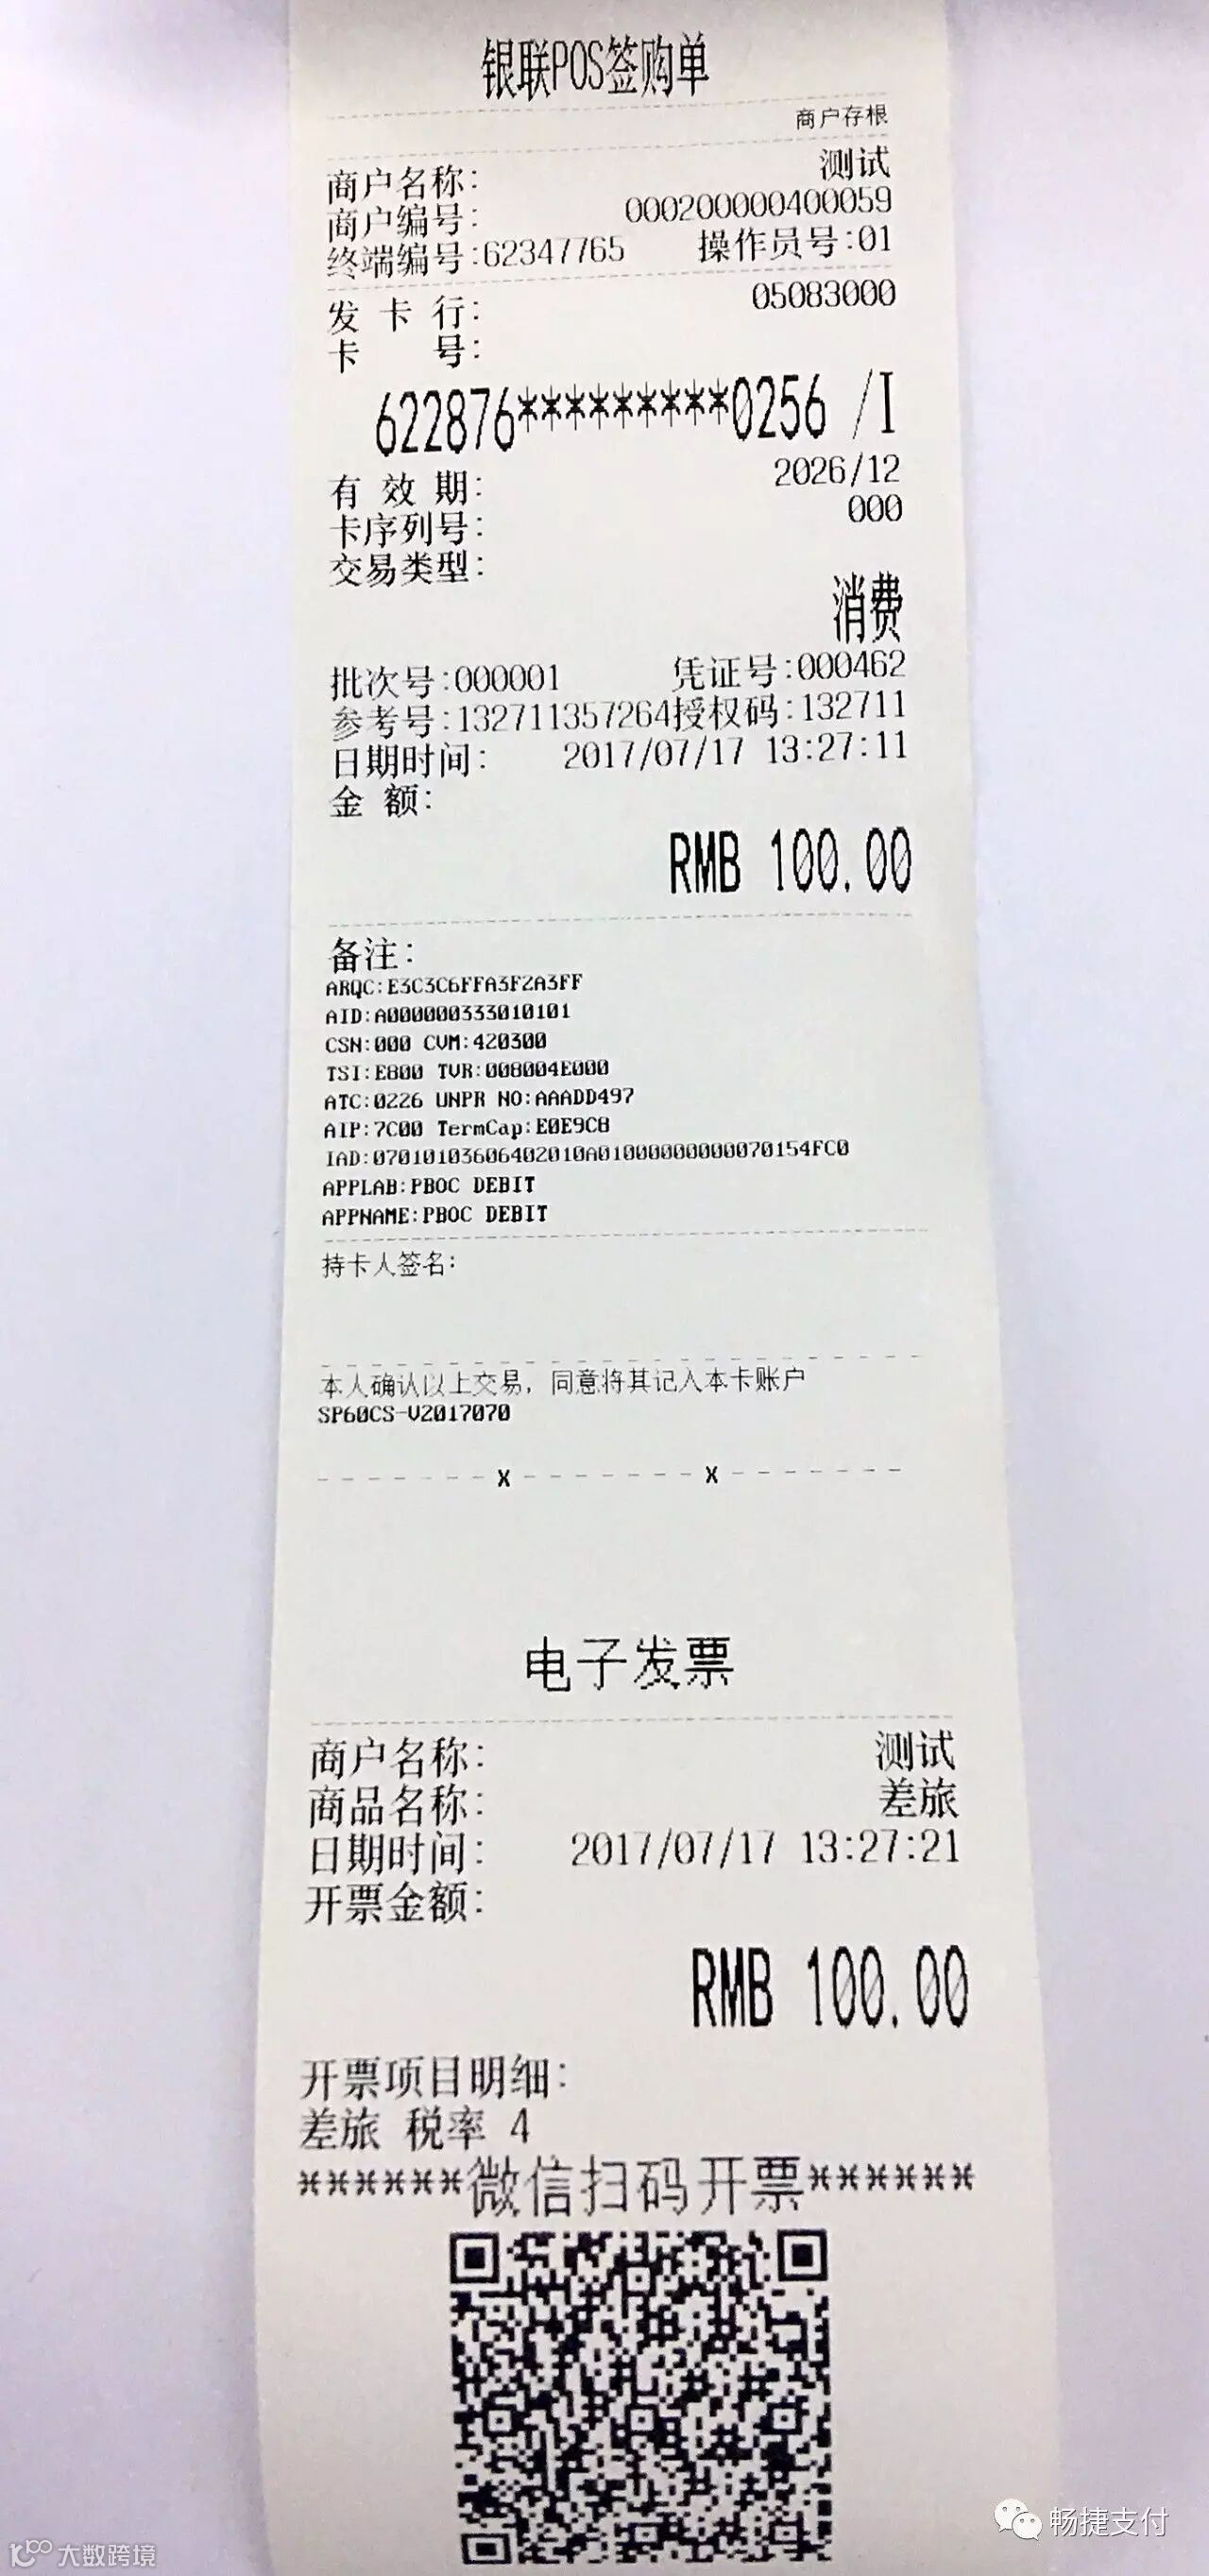 银联POS签购单
商户存根
商户名称: 测试
商户编号: 000200000400059
终端编号:62347765 操作员号:01
发 卡 行: 05083000
卡 号:
622876*********0256 /I
有 效 期: 2026/12
卡序列号: 000
交易类型:
消费
批次号:000001 凭证号:000462
参考号:132711357264授权码:132711
日期时间: 2017/07/17 13:27:11
金 额:
RMB 100.00
备注:
ARQC:E3C3C6FFA3F2A3FF
AID:A000000333010101
CSN:000 CVM:420300
TSI:E800 TVR:008004E000
ATC:0226 UNPR NO:AAADD497
AIP:7C00 TermCap:E0E9C8
IAD:07010103606402010A0100000000070154FC0
APPLAB:PBOC DEBIT
APPNAME:PBOC DEBIT
持卡人签名:
本人确认以上交易, 同意将其记入本卡账户
SP60CS-V2017070
- - - - - - - X - - - - - - - X - - - - - - -
电子发票
商户名称: 测试
商品名称: 差旅
日期时间: 2017/07/17 13:27:21
开票金额:
RMB 100.00
开票项目明细:
差旅 税率 4
******微信扫码开票******
畅捷支付
大数跨境